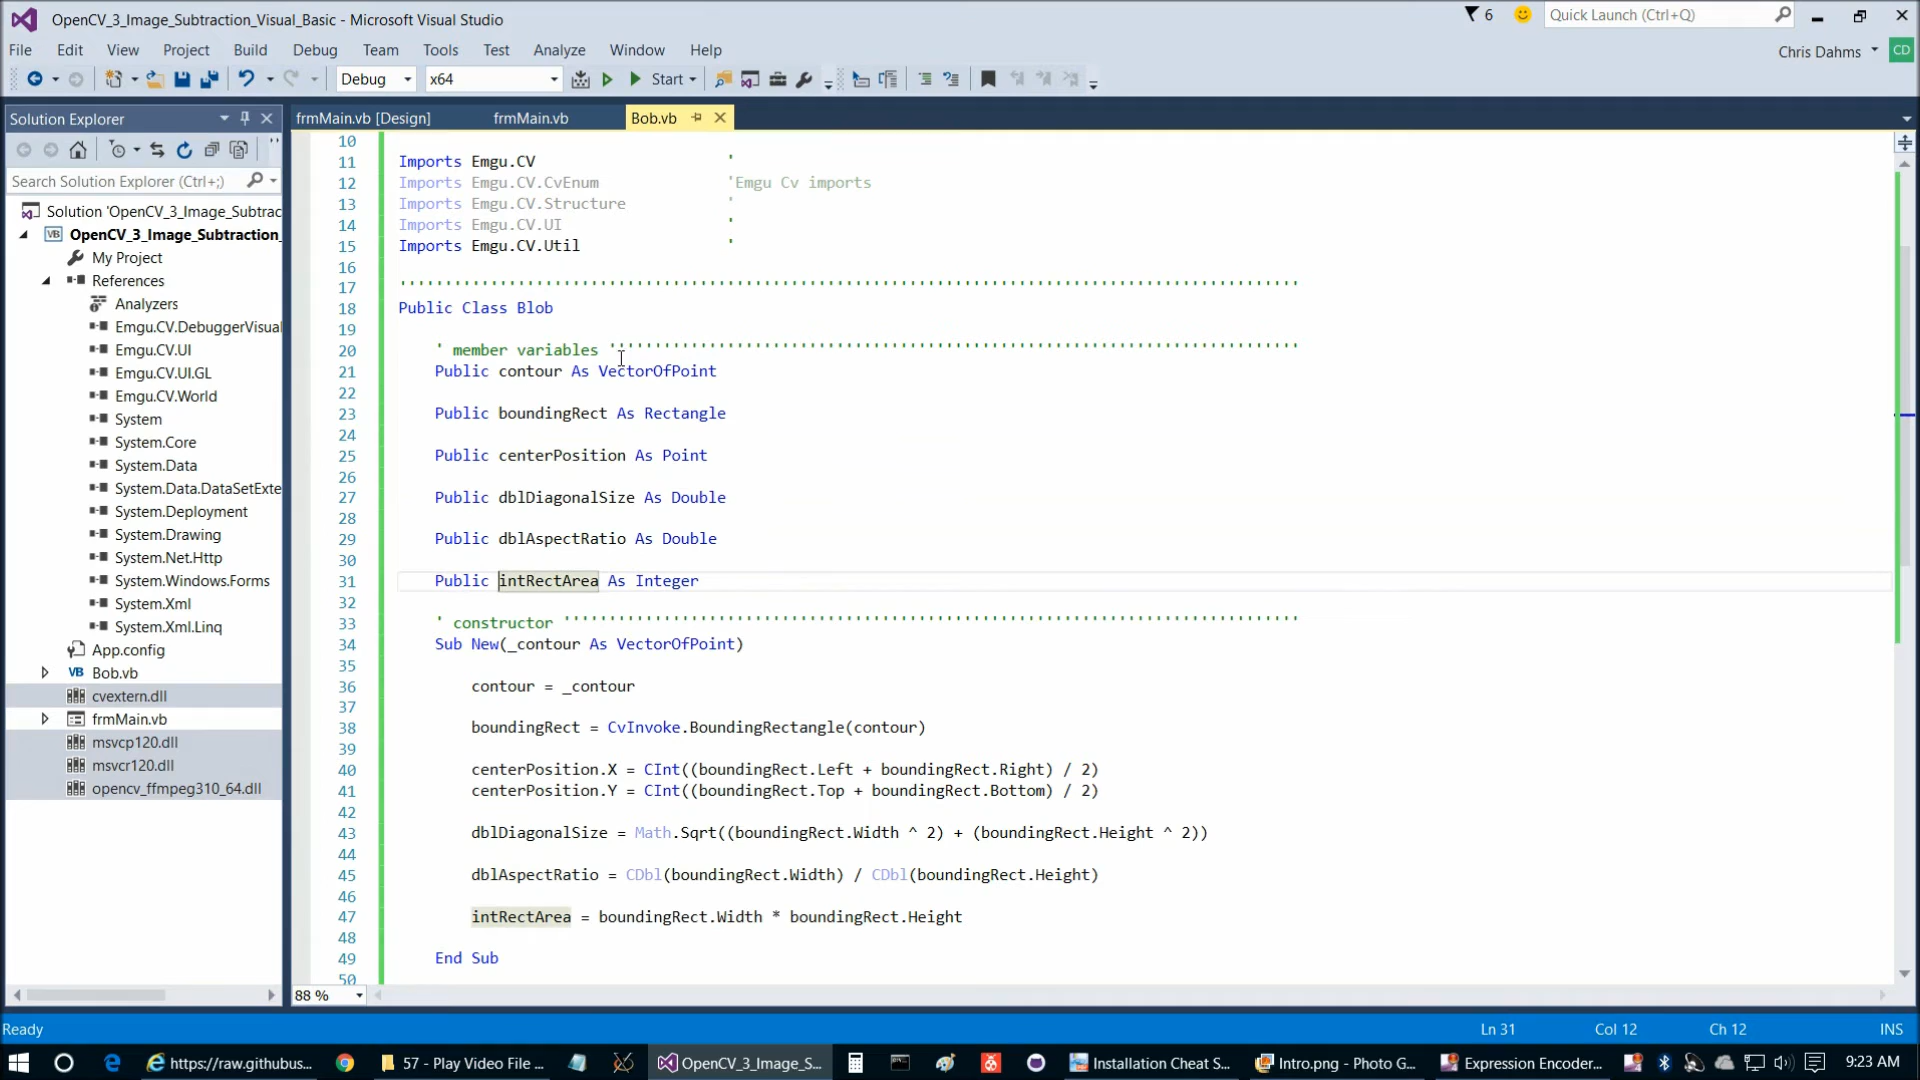 OpenCV_3_Image_Subtraction_Visual_Basic - Microsoft Visual Studio
6
Quick Launch (Ctrl+Q)
File Edit View Project Build Debug Team Tools Test Analyze Window Help
Chris Dahms
CD
Debug
x64
Start
Solution Explorer
frmMain.vb [Design]
frmMain.vb
Bob.vb
Search Solution Explorer (Ctrl+;)
Solution 'OpenCV_3_Image_Subtrac
VB OpenCV_3_Image_Subtraction_
My Project
References
Analyzers
Emgu.CV.DebuggerVisual
Emgu.CV.UI
Emgu.CV.UI.GL
Emgu.CV.World
System
System.Core
System.Data
System.Data.DataSetExte
System.Deployment
System.Drawing
System.Net.Http
System.Windows.Forms
System.Xml
System.Xml.Linq
App.config
VB Bob.vb
cvextern.dll
frmMain.vb
msvcp120.dll
msvcr120.dll
opencv_ffmpeg310_64.dll
10
11 Imports Emgu.CV '
12 Imports Emgu.CV.CvEnum 'Emgu Cv imports
13 Imports Emgu.CV.Structure '
14 Imports Emgu.CV.UI '
15 Imports Emgu.CV.Util '
16
17 '''''''''''''''''''''''''''''''''''''''''''''''''''''''''''''''''''''''''''''''''''''''''''''''''''
18 Public Class Blob
19
20 ' member variables ''''''''''''''''''''''''''''''''''''''''''''''''''''''''''''''''''''''''''''
21 Public contour As VectorOfPoint
22
23 Public boundingRect As Rectangle
24
25 Public centerPosition As Point
26
27 Public dblDiagonalSize As Double
28
29 Public dblAspectRatio As Double
30
31 Public intRectArea As Integer
32
33 ' constructor '''''''''''''''''''''''''''''''''''''''''''''''''''''''''''''''''''''''''''''''''
34 Sub New(_contour As VectorOfPoint)
35
36 contour = _contour
37
38 boundingRect = CvInvoke.BoundingRectangle(contour)
39
40 centerPosition.X = CInt((boundingRect.Left + boundingRect.Right) / 2)
41 centerPosition.Y = CInt((boundingRect.Top + boundingRect.Bottom) / 2)
42
43 dblDiagonalSize = Math.Sqrt((boundingRect.Width ^ 2) + (boundingRect.Height ^ 2))
44
45 dblAspectRatio = CDbl(boundingRect.Width) / CDbl(boundingRect.Height)
46
47 intRectArea = boundingRect.Width * boundingRect.Height
48
49 End Sub
50
88 %
Ready
Ln 31
Col 12
Ch 12
INS
https://raw.githubus...
57 - Play Video File ...
OpenCV_3_Image_S...
Installation Cheat S...
Intro.png - Photo G...
Expression Encoder...
9:23 AM